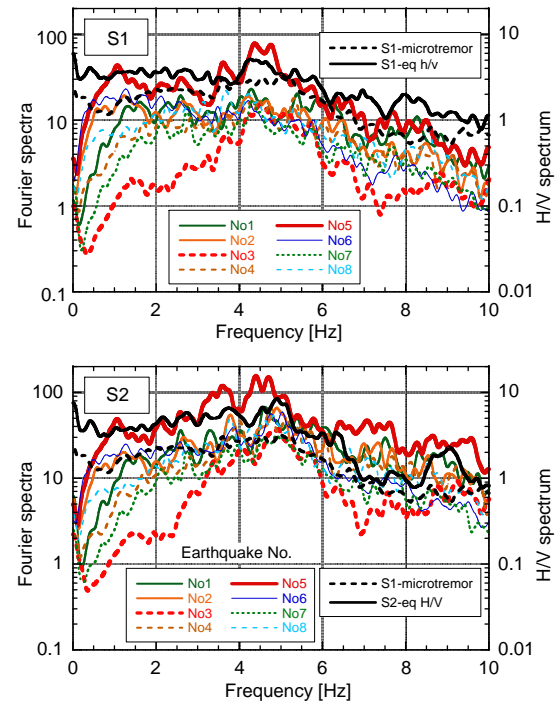 S1
S1-microtremor
S1-eq h/v
100
10
1
0.1
10
1
0.1
0.01
Fourier spectra
H/V spectrum
No1
No5
No2
No6
No3
No7
No4
No8
0
2
4
6
8
10
Frequency [Hz]
S2
100
10
1
0.1
10
1
0.1
0.01
Fourier spectra
H/V spectrum
Earthquake No.
No1
No5
No2
No6
No3
No7
No4
No8
S1-microtremor
S2-eq H/V
0
2
4
6
8
10
Frequency [Hz]